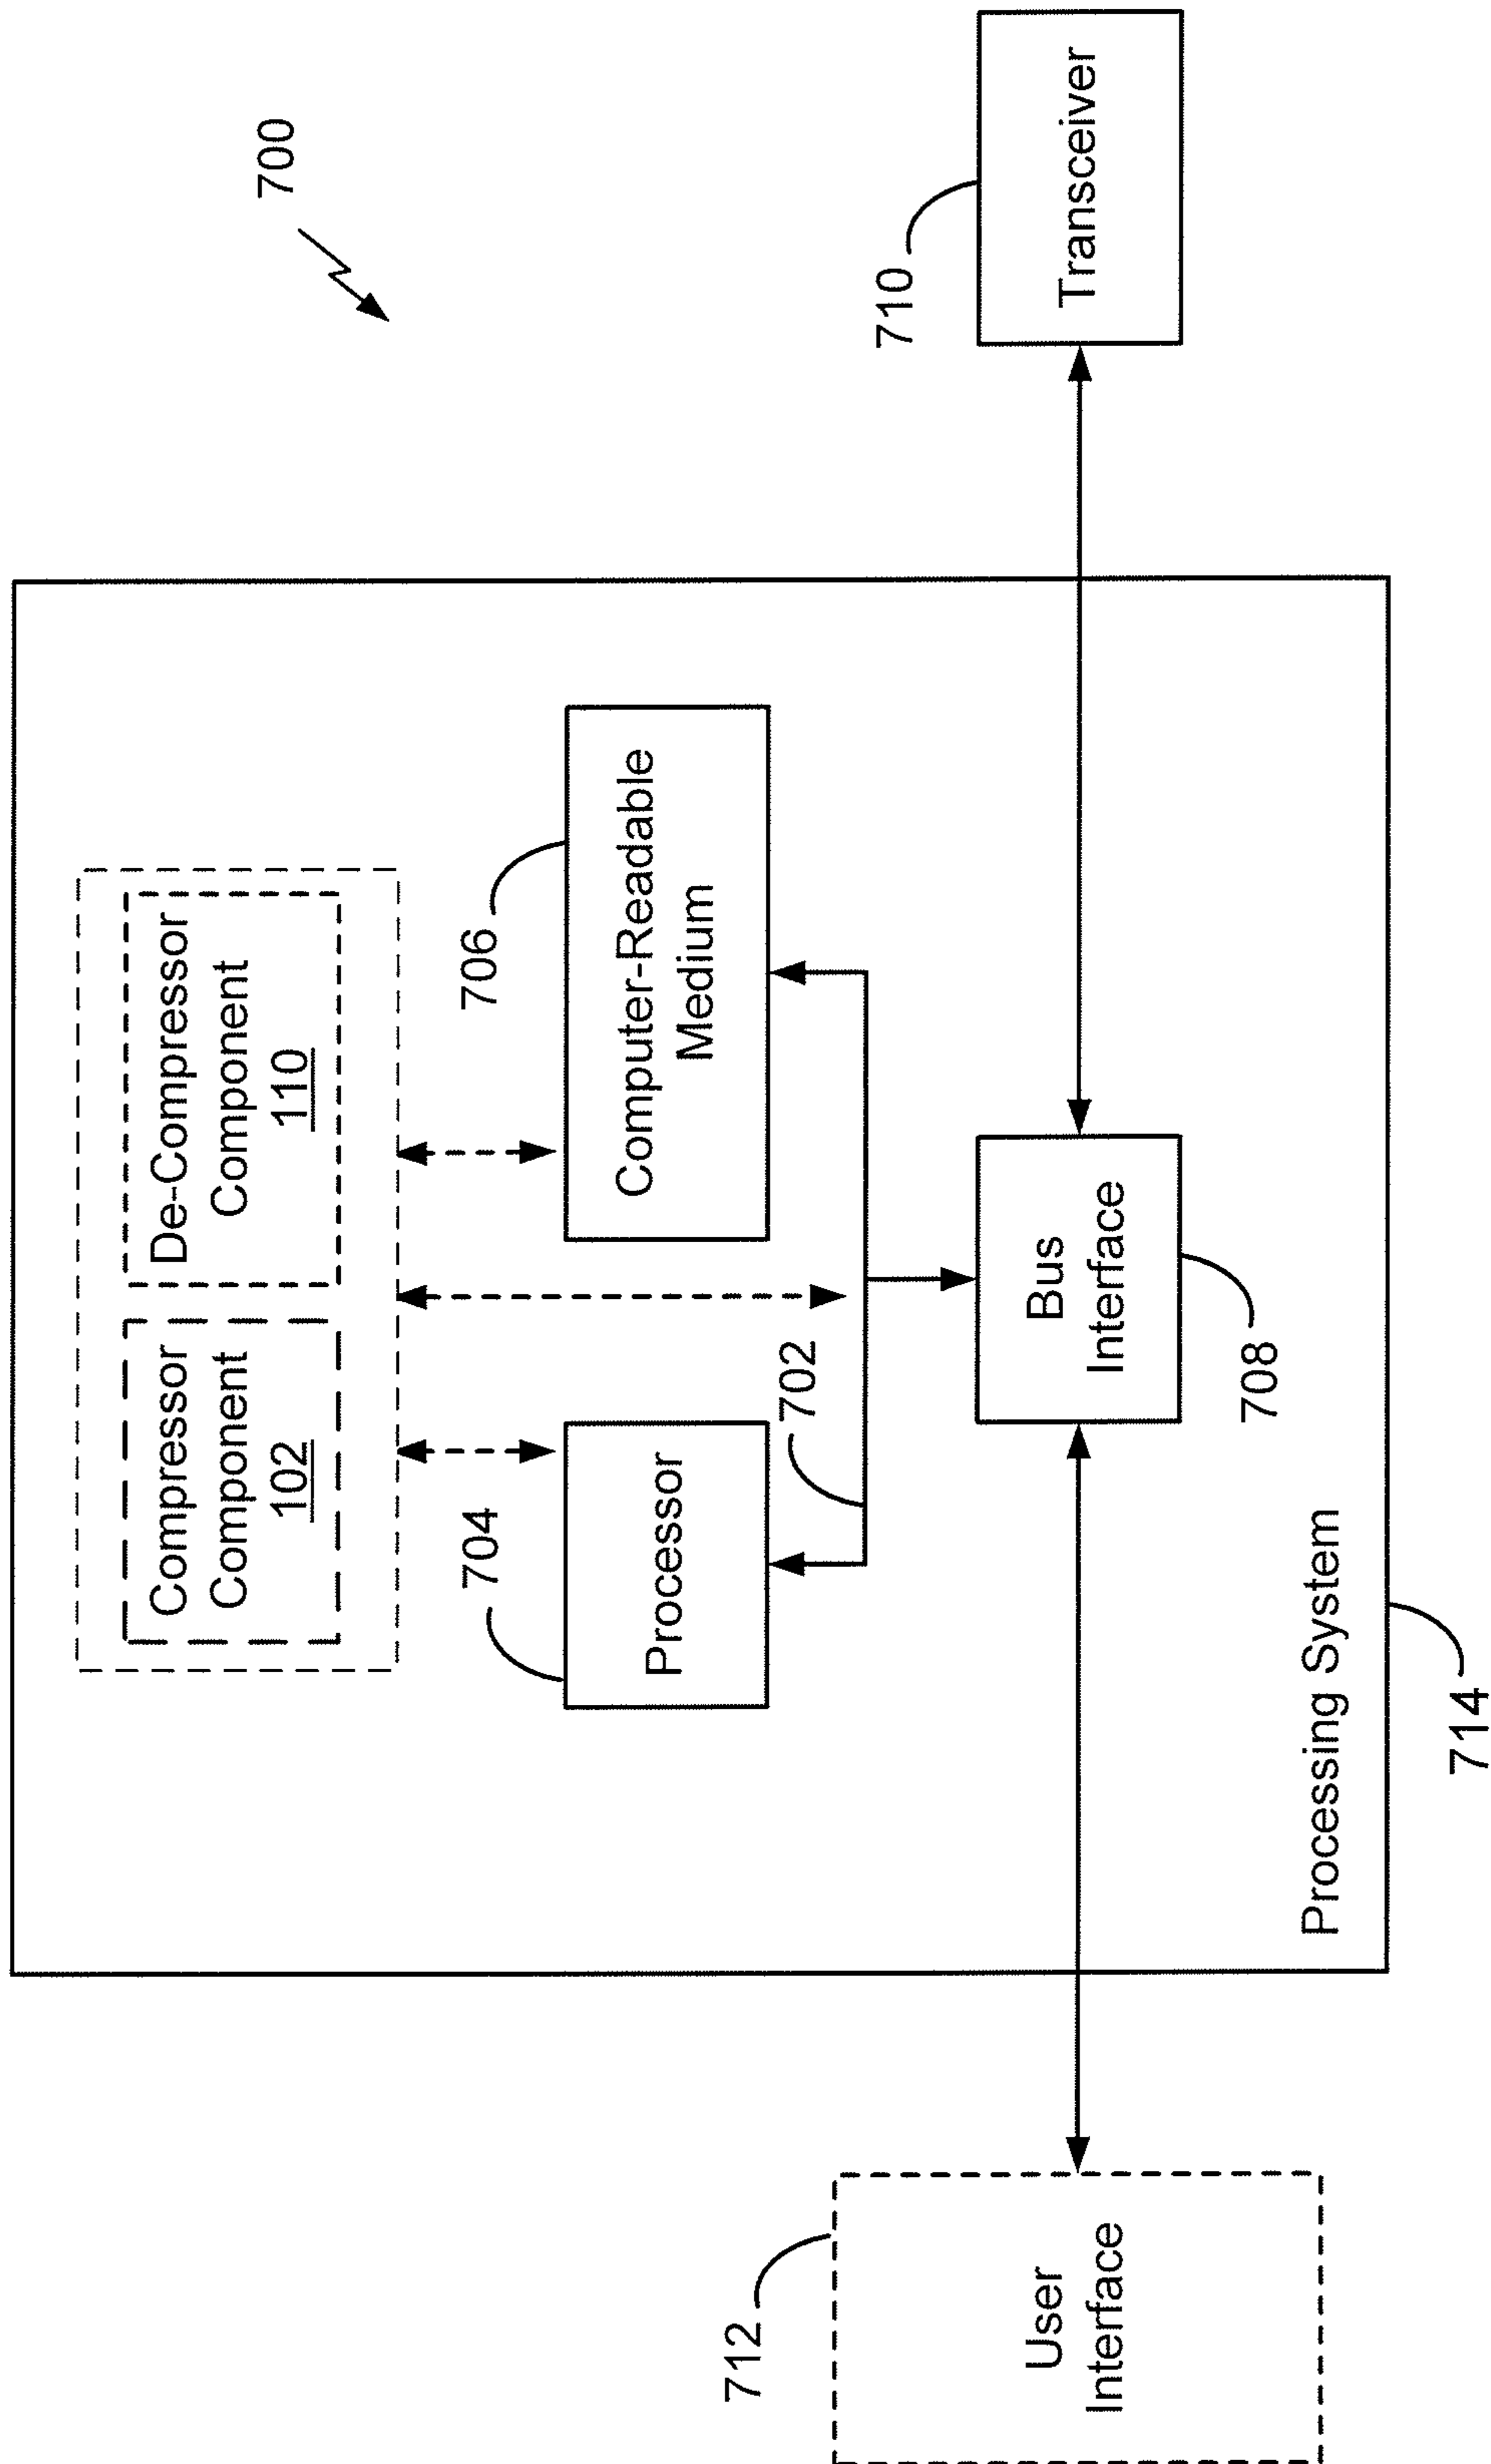 700
Compressor
Component
102
De-Compressor
Component
110
704
Processor
706
Computer-Readable
Medium
702
712
User
Interface
Bus
Interface
708
710
Transceiver
Processing System
714